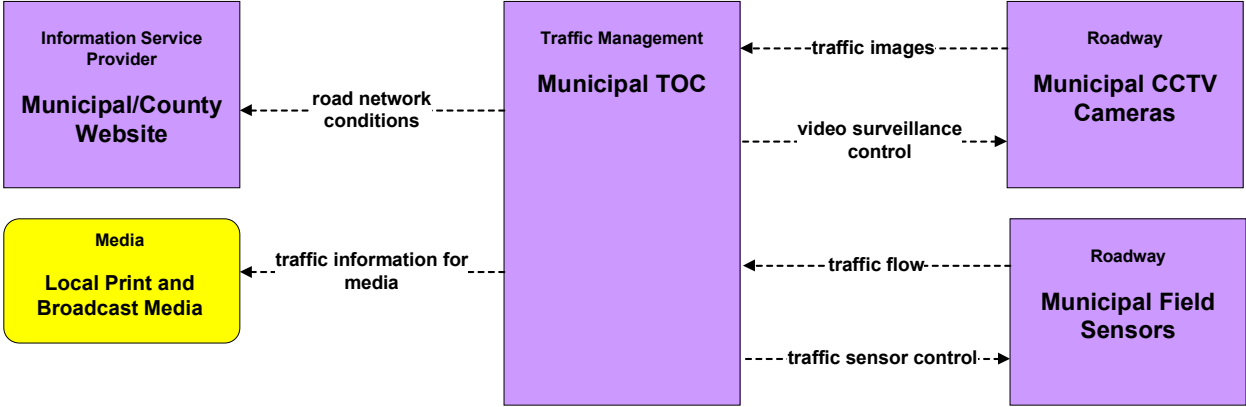 Information Service
Provider
Municipal/County
Website
road network
conditions
Traffic Management
Municipal TOC
traffic images
Roadway
Municipal CCTV
Cameras
video surveillance
control
Media
Local Print and
Broadcast Media
traffic information for
media
traffic flow
Roadway
Municipal Field
Sensors
traffic sensor control